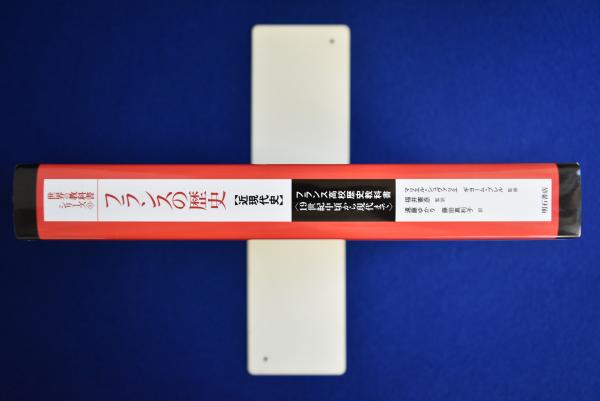 世界の教科書
シリーズ㉚
フランスの歴史
【近現代史】
フランス高校歴史教科書
〈19世紀中頃から現代まで〉
マリエル・シュヴァリエ ギヨーム・ブレル 監修
福井憲彦 監訳
遠藤ゆかり 藤田真利子 訳
明石書店